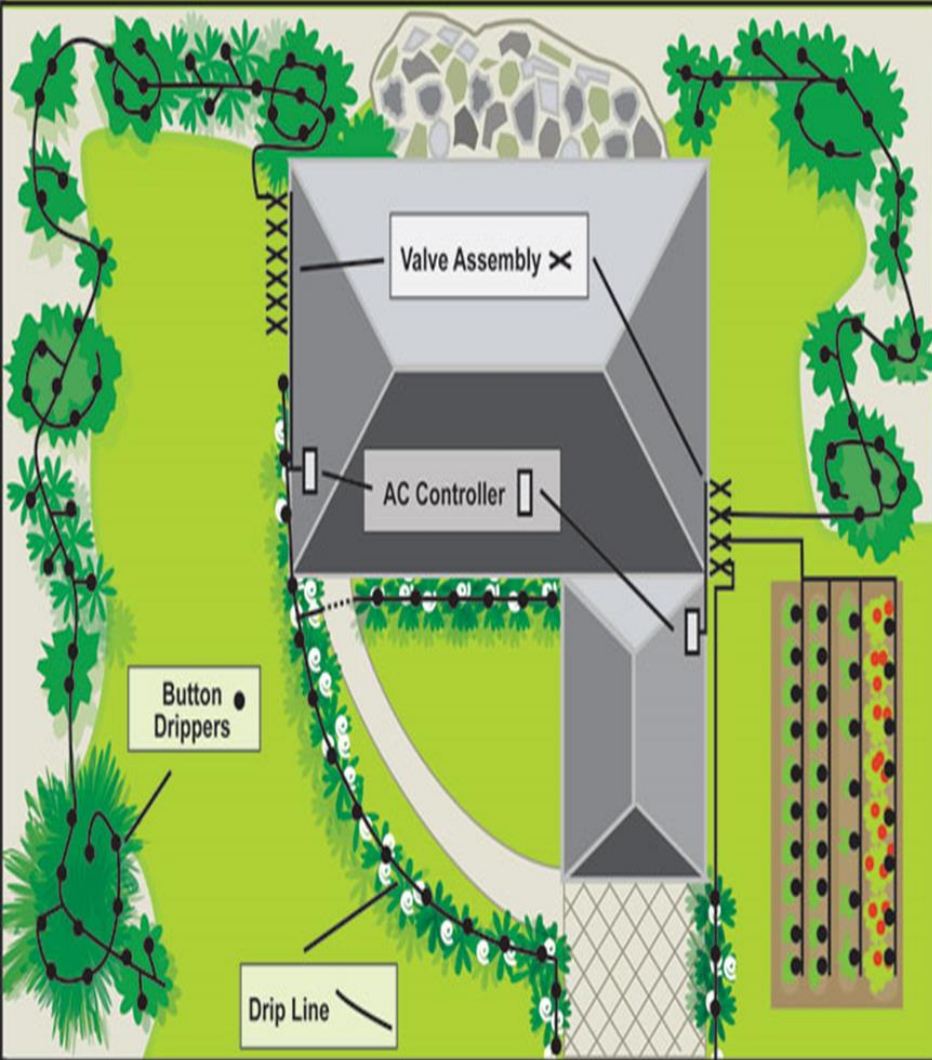 Valve Assembly
AC Controller
Button
Drippers
Drip Line